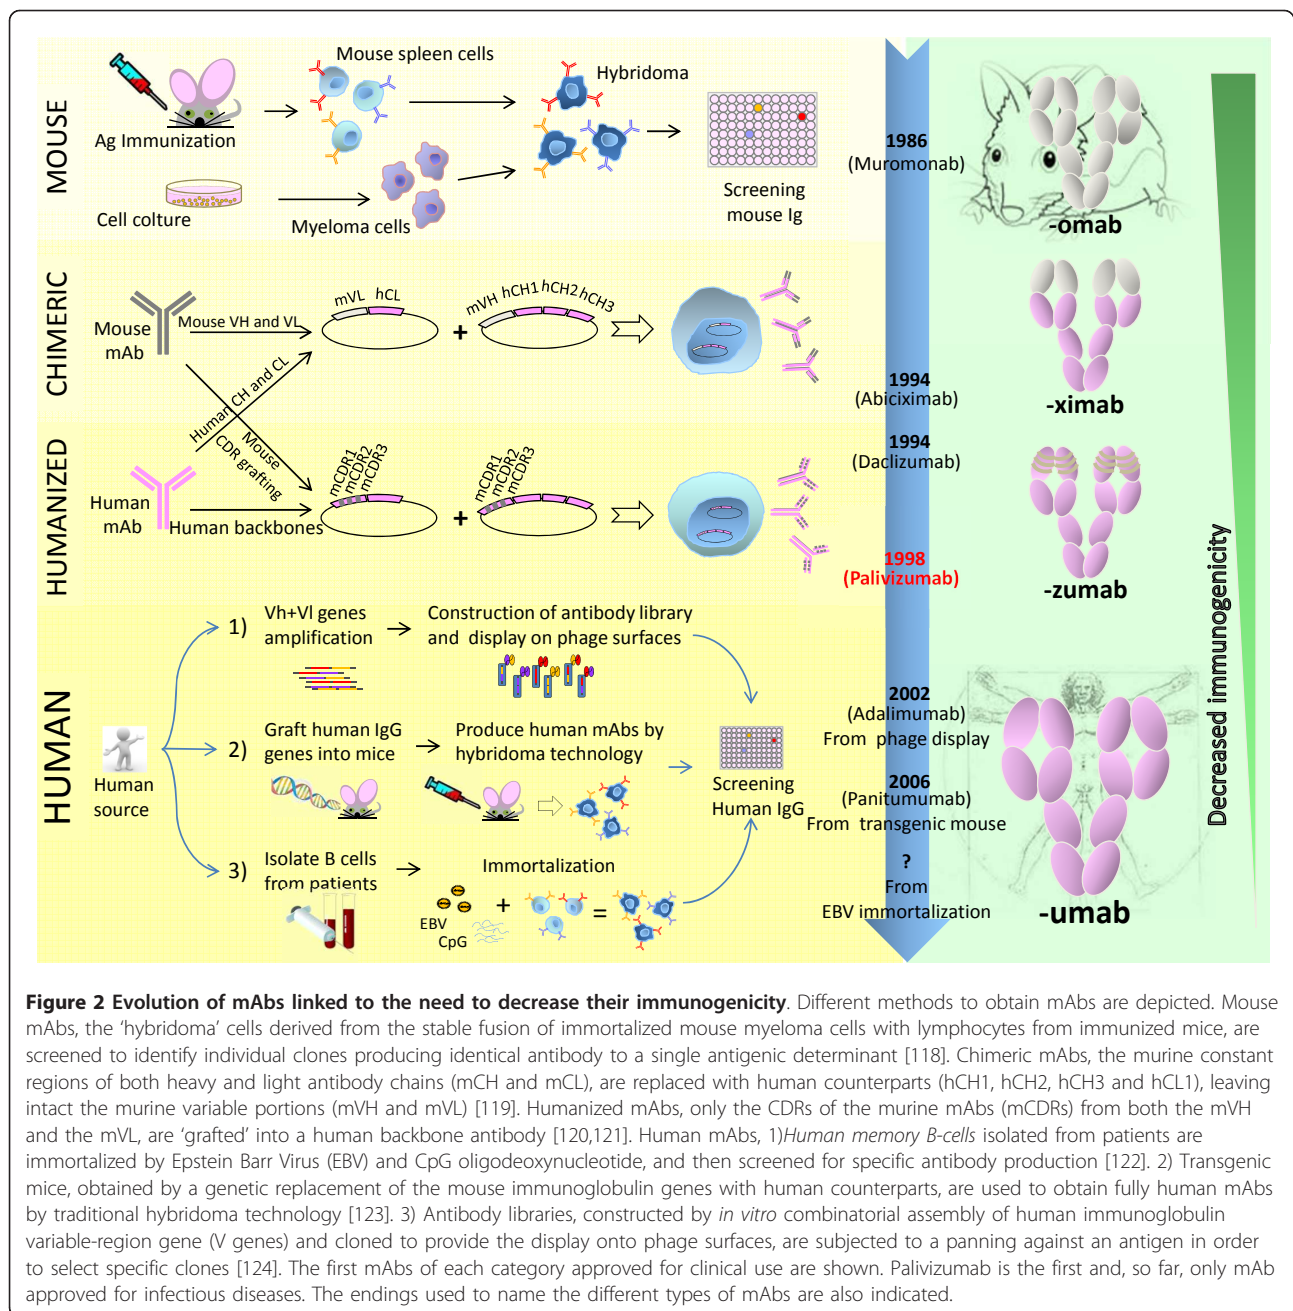 MOUSE
Mouse spleen cells
Hybridoma
Ag Immunization
Cell colture
Myeloma cells
Screening
mouse Ig
1986
(Muromonab)
-omab
CHIMERIC
Mouse
mAb
Mouse VH and VL
Human CH and CL
mVL hCL
+
mVH hCH1 hCH2 hCH3
1994
(Abiciximab)
-ximab
HUMANIZED
Mouse
CDR grafting
Human
mAb
Human backbones
mCDR1
mCDR2
mCDR3
+
mCDR1
mCDR2
mCDR3
1994
(Daclizumab)
1998
(Palivizumab)
-zumab
Decreased immunogenicity
HUMAN
Human
source
1) Vh+Vl genes
amplification
Construction of antibody library
and display on phage surfaces
2) Graft human IgG
genes into mice
Produce human mAbs by
hybridoma technology
3) Isolate B cells
from patients
Immortalization
EBV
CpG
+
=
Screening
Human IgG
2002
(Adalimumab)
From phage display
2006
(Panitumumab)
From transgenic mouse
?
From
EBV immortalization
-umab
Figure 2 Evolution of mAbs linked to the need to decrease their immunogenicity. Different methods to obtain mAbs are depicted. Mouse
mAbs, the ‘hybridoma’ cells derived from the stable fusion of immortalized mouse myeloma cells with lymphocytes from immunized mice, are
screened to identify individual clones producing identical antibody to a single antigenic determinant [118]. Chimeric mAbs, the murine constant
regions of both heavy and light antibody chains (mCH and mCL), are replaced with human counterparts (hCH1, hCH2, hCH3 and hCL1), leaving
intact the murine variable portions (mVH and mVL) [119]. Humanized mAbs, only the CDRs of the murine mAbs (mCDRs) from both the mVH
and the mVL, are ‘grafted’ into a human backbone antibody [120,121]. Human mAbs, 1)Human memory B-cells isolated from patients are
immortalized by Epstein Barr Virus (EBV) and CpG oligodeoxynucleotide, and then screened for specific antibody production [122]. 2) Transgenic
mice, obtained by a genetic replacement of the mouse immunoglobulin genes with human counterparts, are used to obtain fully human mAbs
by traditional hybridoma technology [123]. 3) Antibody libraries, constructed by in vitro combinatorial assembly of human immunoglobulin
variable-region gene (V genes) and cloned to provide the display onto phage surfaces, are subjected to a panning against an antigen in order
to select specific clones [124]. The first mAbs of each category approved for clinical use are shown. Palivizumab is the first and, so far, only mAb
approved for infectious diseases. The endings used to name the different types of mAbs are also indicated.